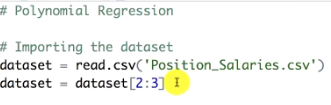 # Polynomial Regression
# Importing the dataset
dataset = read.csv('Position_Salaries.csv')
dataset = dataset[2:3]